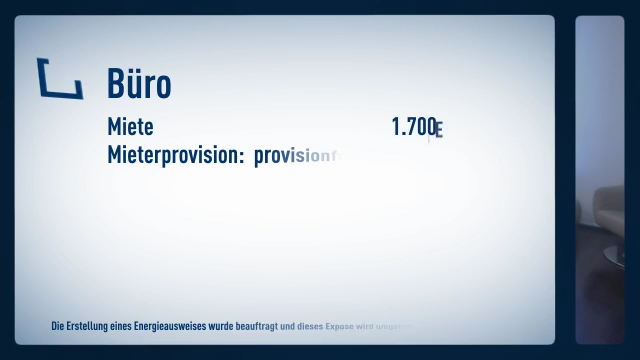 Büro
Miete 1.700
Mieterprovision: provisionf
Die Erstellung eines Energieausweises wurde beauftragt und dieses Expose wird